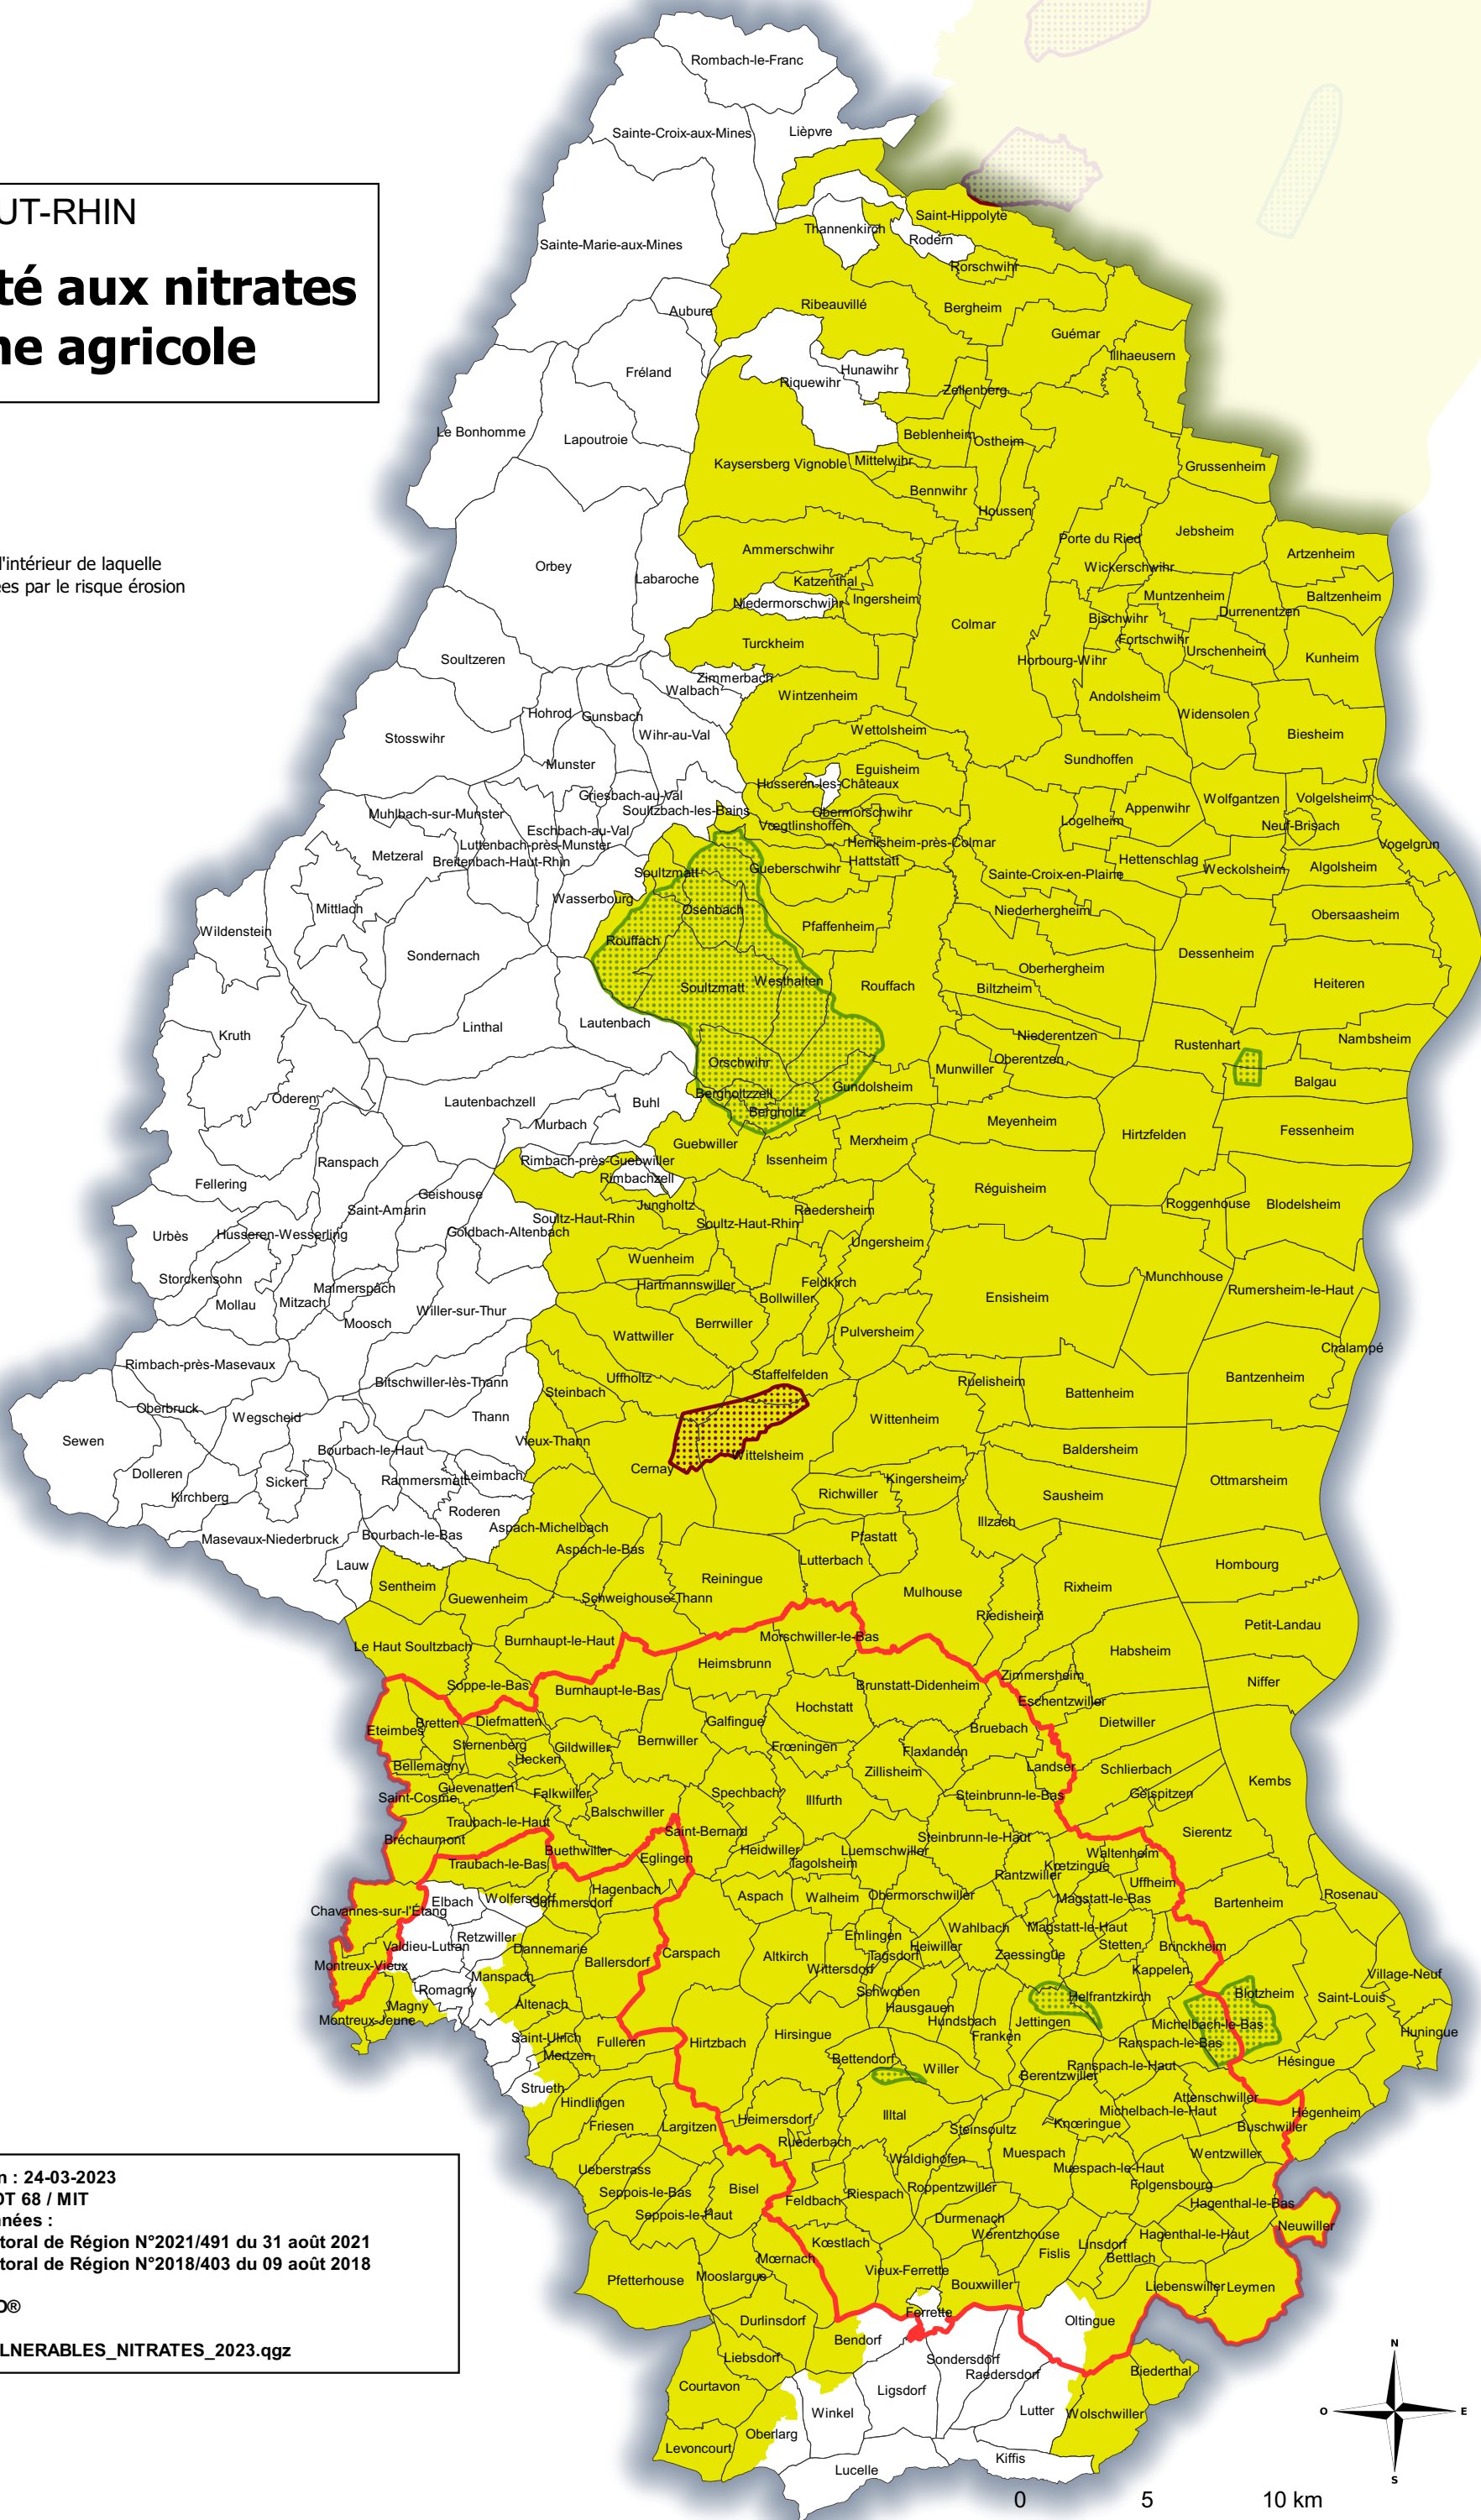 UT-RHIN
té aux nitrates
ne agricole
l'intérieur de laquelle
es par le risque érosion
Rombach-le-Franc
Sainte-Croix-aux-Mines
Lièpvre
Saint-Hippolyte
Thannenkirch
Rodern
Sainte-Marie-aux-Mines
Rorschwihr
Ribeauvillé
Bergheim
Aubure
Guémar
Illhaeusern
Fréland
Hunawihr
Riquewihr
Zellenberg
Le Bonhomme
Lapoutroie
Beblenheim
Ostheim
Kaysersberg Vignoble
Mittelwihr
Grussenheim
Bennwihr
Houssen
Jebsheim
Porte du Ried
Ammerschwihr
Artzenheim
Orbey
Labaroche
Katzenthal
Wickerschwihr
Niedermorschwihr
Ingersheim
Muntzenheim
Baltzenheim
Durrenentzen
Colmar
Bischwihr
Fortschwihr
Turckheim
Urschenheim
Soultzeren
Horbourg-Wihr
Kunheim
Zimmerbach
Walbach
Wintzenheim
Andolsheim
Hohrod
Gunsbach
Widensolen
Wihr-au-Val
Wettolsheim
Biesheim
Stosswihr
Munster
Eguisheim
Sundhoffen
Husseren-les-Châteaux
Griesbach-au-Val
Wolfgantzen
Volgelsheim
Muhlbach-sur-Munster
Soultzbach-les-Bains
Obermorschwihr
Appenwihr
Logelheim
Vœgtlinshoffen
Neuf-Brisach
Eschbach-au-Val
Luttenbach-près-Munster
Herrlisheim-près-Colmar
Vogelgrun
Metzeral
Breitenbach-Haut-Rhin
Hattstatt
Hettenschlag
Gueberschwihr
Weckolsheim
Algolsheim
Soultzmatt
Sainte-Croix-en-Plaine
Wasserbourg
Mittlach
Osenbach
Niederhergheim
Obersaasheim
Wildenstein
Pfaffenheim
Rouffach
Sondernach
Dessenheim
Oberhergheim
Westhalten
Soultzmatt
Rouffach
Biltzheim
Heiteren
Lautenbach
Linthal
Kruth
Niederentzen
Nambsheim
Rustenhart
Oberentzen
Orschwihr
Munwiller
Balgau
Gundolsheim
Bergholtzzell
Oderen
Lautenbachzell
Buhl
Bergholtz
Murbach
Meyenheim
Hirtzfelden
Fessenheim
Guebwiller
Merxheim
Rimbach-près-Guebwiller
Issenheim
Ranspach
Rimbachzell
Fellering
Geishouse
Réguisheim
Jungholtz
Roggenhouse
Blodelsheim
Saint-Amarin
Raedersheim
Soultz-Haut-Rhin
Soultz-Haut-Rhin
Goldbach-Altenbach
Urbès
Husseren-Wesserling
Ungersheim
Wuenheim
Storckensohn
Munchhouse
Malmerspach
Hartmannswiller
Feldkirch
Rumersheim-le-Haut
Bollwiller
Ensisheim
Mollau
Mitzach
Willer-sur-Thur
Moosch
Berrwiller
Pulversheim
Wattwiller
Chalampé
Rimbach-près-Masevaux
Staffelfelden
Uffholtz
Bantzenheim
Bitschwiller-lès-Thann
Steinbach
Ruelisheim
Battenheim
Oberbruck
Wegscheid
Thann
Wittenheim
Sewen
Vieux-Thann
Bourbach-le-Haut
Baldersheim
Wittelsheim
Cernay
Dolleren
Leimbach
Rammersmatt
Sickert
Kingersheim
Ottmarsheim
Kirchberg
Richwiller
Sausheim
Roderen
Illzach
Aspach-Michelbach
Bourbach-le-Bas
Masevaux-Niederbruck
Pfastatt
Aspach-le-Bas
Lutterbach
Lauw
Hombourg
Reiningue
Sentheim
Rixheim
Guewenheim
Schweighouse-Thann
Mulhouse
Riedisheim
Petit-Landau
Burnhaupt-le-Haut
Morschwiller-le-Bas
Le Haut Soultzbach
Habsheim
Heimsbrunn
Zimmersheim
Soppe-le-Bas
Burnhaupt-le-Bas
Brunstatt-Didenheim
Niffer
Eschentzwiller
Hochstatt
Diefmatten
Bretten
Galfingue
Dietwiller
Eteimbes
Bruebach
Bernwiller
Sternenberg
Gildwiller
Frœningen
Flaxlanden
Hecken
Bellemagny
Landser
Schlierbach
Zillisheim
Kembs
Guevenatten
Falkwiller
Spechbach
Geispitzen
Saint-Cosme
Steinbrunn-le-Bas
Illfurth
Balschwiller
Traubach-le-Haut
Saint-Bernard
Sierentz
Bréchaumont
Steinbrunn-le-Haut
Buethwiller
Heidwiller
Luemschwiller
Waltenheim
Eglingen
Tagolsheim
Traubach-le-Bas
Kœtzingue
Rantzwiller
Uffheim
Hagenbach
Elbach
Wolfersdorf
Gommersdorf
Aspach
Walheim
Obermorschwiller
Magstatt-le-Bas
Rosenau
Bartenheim
Chavannes-sur-l'Étang
Wahlbach
Magstatt-le-Haut
Retzwiller
Emlingen
Valdieu-Lutran
Dannemarie
Carspach
Heiwiller
Stetten
Brinckheim
Altkirch
Tagsdorf
Zaessingue
Ballersdorf
Montreux-Vieux
Wittersdorf
Kappelen
Manspach
Village-Neuf
Romagny
Schwoben
Blotzheim
Helfrantzkirch
Saint-Louis
Magny
Altenach
Hausgauen
Montreux-Jeune
Hundsbach
Jettingen
Michelbach-le-Bas
Huningue
Saint-Ulrich
Fulleren
Hirtzbach
Hirsingue
Franken
Ranspach-le-Bas
Mertzen
Bettendorf
Hésingue
Willer
Ranspach-le-Haut
Berentzwiller
Strueth
Attenschwiller
Hindlingen
Michelbach-le-Haut
Hégenheim
Illtal
Heimersdorf
Knœringue
Friesen
Largitzen
Buschwiller
Steinsoultz
Ruederbach
Muespach
Wentzwiller
Waldighofen
Ueberstrass
Muespach-le-Haut
Folgensbourg
Roppentzwiller
Bisel
Seppois-le-Bas
Riespach
Feldbach
Hagenthal-le-Bas
Seppois-le-Haut
Durmenach
Neuwiller
Werentzhouse
Hagenthal-le-Haut
Kœstlach
Linsdorf
Fislis
Bettlach
Mœrnach
Vieux-Ferrette
Mooslargue
Pfetterhouse
Bouxwiller
Liebenswiller
Leymen
Ferrette
Durlinsdorf
Oltingue
Bendorf
Liebsdorf
Sondersdorf
Raedersdorf
Biederthal
Courtavon
Ligsdorf
Winkel
Lutter
Wolschwiller
Oberlarg
Levoncourt
Kiffis
Lucelle
n : 24-03-2023
DT 68 / MIT
nnées :
toral de Région N°2021/491 du 31 août 2021
toral de Région N°2018/403 du 09 août 2018
O®
LNERABLES_NITRATES_2023.qgz
N
O
E
S
0 5 10 km